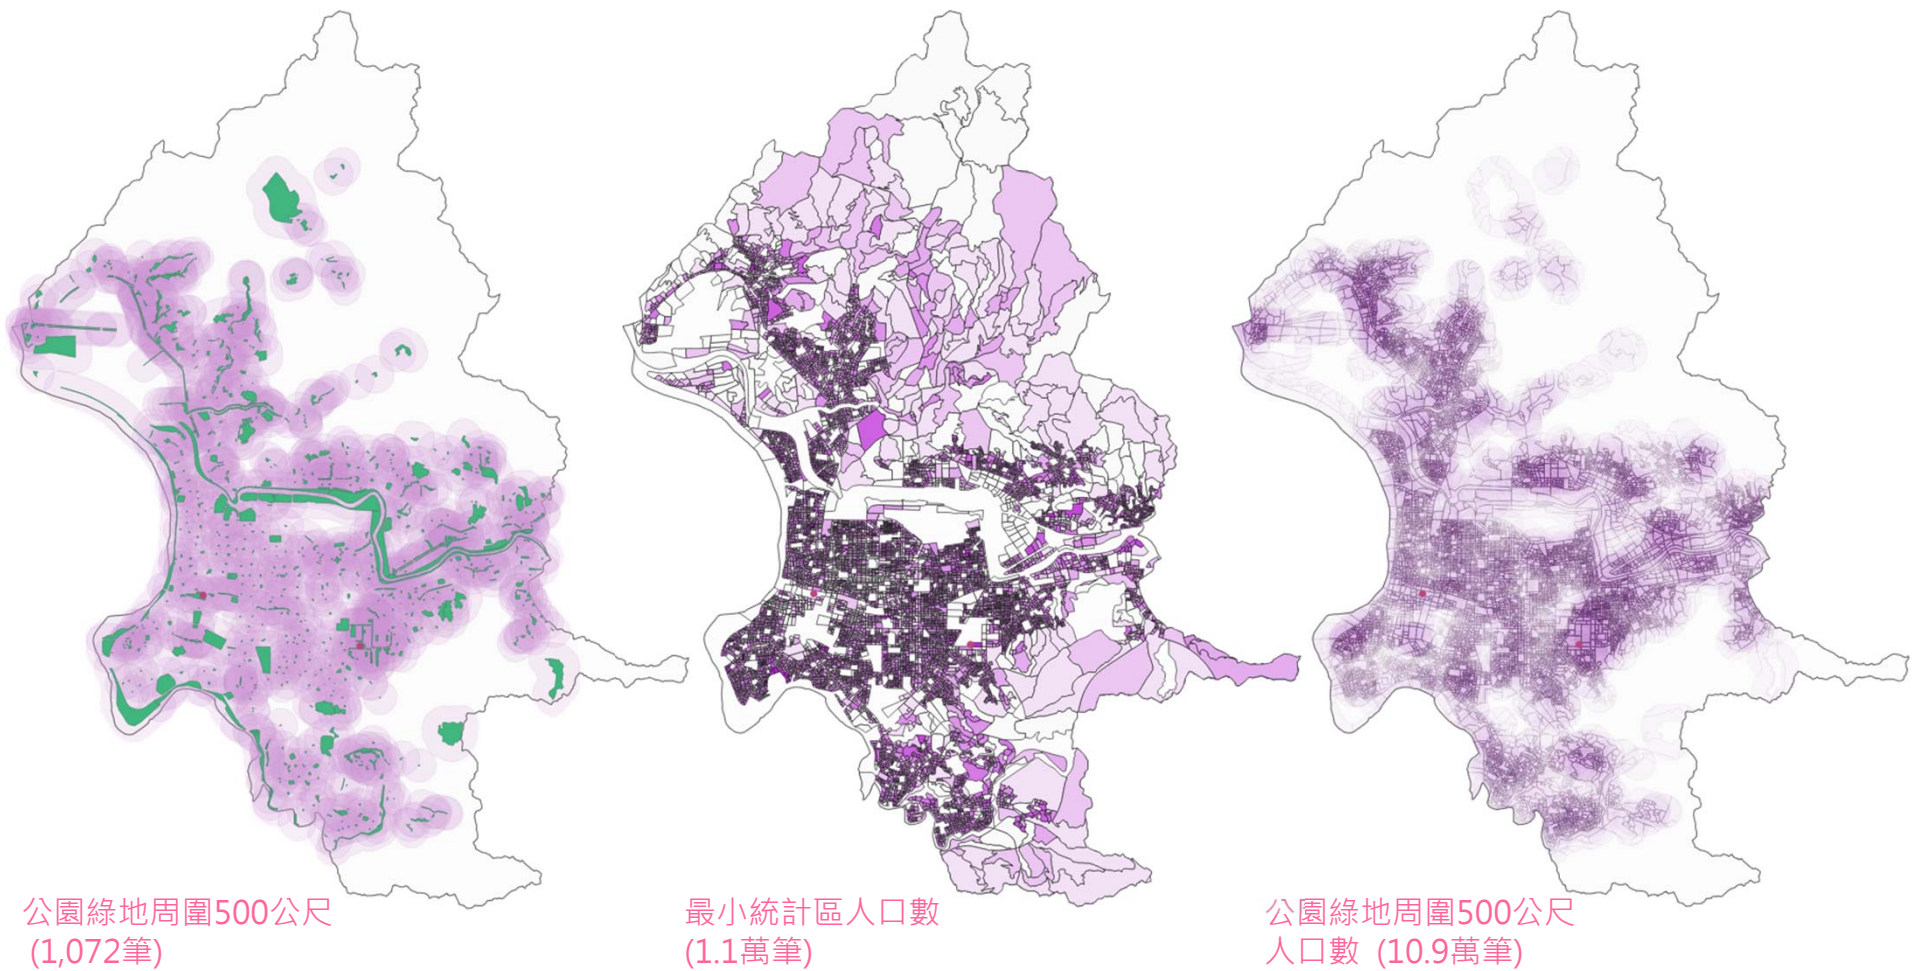 公園綠地周圍500公尺
(1,072筆)
最小統計區人口數
(1.1萬筆)
公園綠地周圍500公尺
人口數 (10.9萬筆)